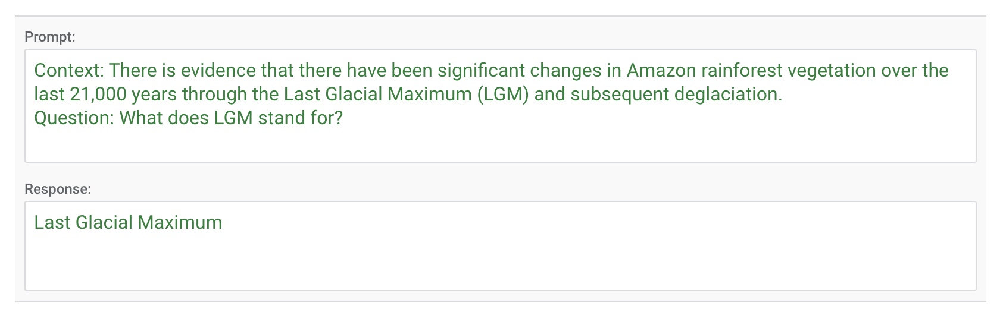 Prompt:
Context: There is evidence that there have been significant changes in Amazon rainforest vegetation over the
last 21,000 years through the Last Glacial Maximum (LGM) and subsequent deglaciation.
Question: What does LGM stand for?
Response:
Last Glacial Maximum